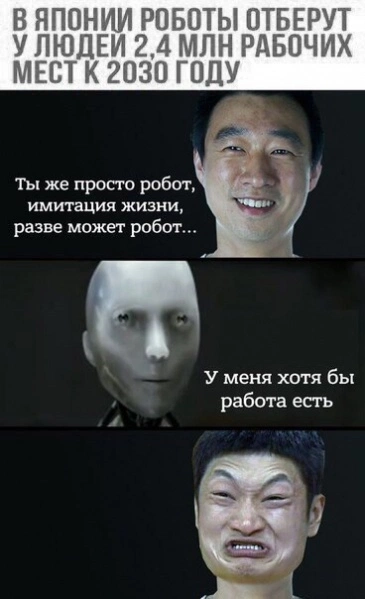 В ЯПОНИИ РОБОТЫ ОТБЕРУТ
У ЛЮДЕЙ 2,4 МЛН РАБОЧИХ
МЕСТ К 2030 ГОДУ
Ты же просто робот,
имитация жизни,
разве может робот...
У меня хотя бы
работа есть